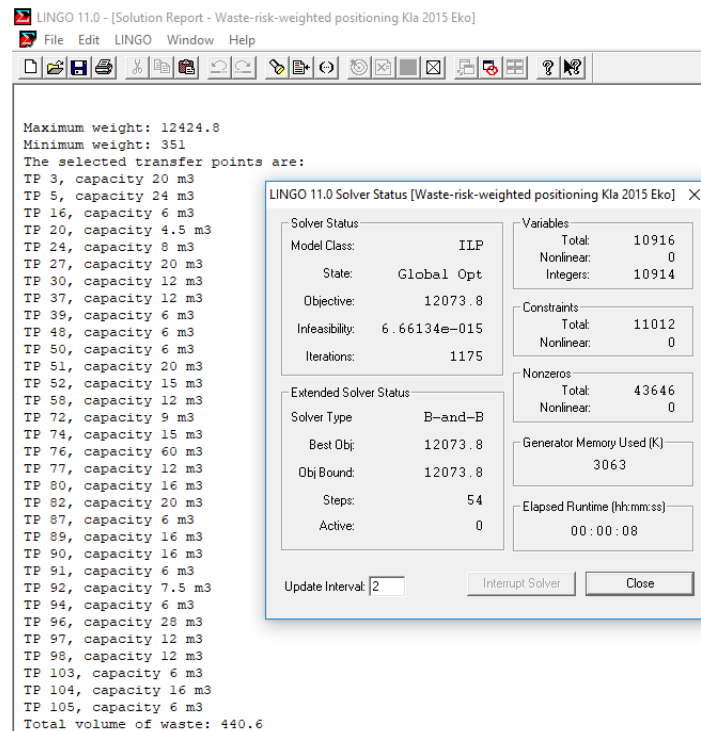 LINGO 11.0 - [Solution Report - Waste-risk-weighted positioning Kla 2015 Eko]
File Edit LINGO Window Help
Maximum weight: 12424.8
Minimum weight: 351
The selected transfer points are:
TP 3, capacity 20 m3
TP 5, capacity 24 m3
TP 16, capacity 6 m3
TP 20, capacity 4.5 m3
TP 24, capacity 8 m3
TP 27, capacity 20 m3
TP 30, capacity 12 m3
TP 37, capacity 12 m3
TP 39, capacity 6 m3
TP 48, capacity 6 m3
TP 50, capacity 6 m3
TP 51, capacity 20 m3
TP 52, capacity 15 m3
TP 58, capacity 12 m3
TP 72, capacity 9 m3
TP 74, capacity 15 m3
TP 76, capacity 60 m3
TP 77, capacity 12 m3
TP 80, capacity 16 m3
TP 82, capacity 20 m3
TP 87, capacity 6 m3
TP 89, capacity 16 m3
TP 90, capacity 16 m3
TP 91, capacity 6 m3
TP 92, capacity 7.5 m3
TP 94, capacity 6 m3
TP 96, capacity 28 m3
TP 97, capacity 12 m3
TP 98, capacity 12 m3
TP 103, capacity 6 m3
TP 104, capacity 16 m3
TP 105, capacity 6 m3
Total volume of waste: 440.6
LINGO 11.0 Solver Status [Waste-risk-weighted positioning Kla 2015 Eko]
Solver Status
Model Class: ILP
State: Global Opt
Objective: 12073.8
Infeasibility: 6.66134e-015
Iterations: 1175
Extended Solver Status
Solver Type B-and-B
Best Obj: 12073.8
Obj Bound: 12073.8
Steps: 54
Active: 0
Variables
Total: 10916
Nonlinear: 0
Integers: 10914
Constraints
Total: 11012
Nonlinear: 0
Nonzeros
Total: 43646
Nonlinear: 0
Generator Memory Used (K)
3063
Elapsed Runtime (hh:mm:ss)
00:00:08
Update Interval: 2
Interrupt Solver
Close